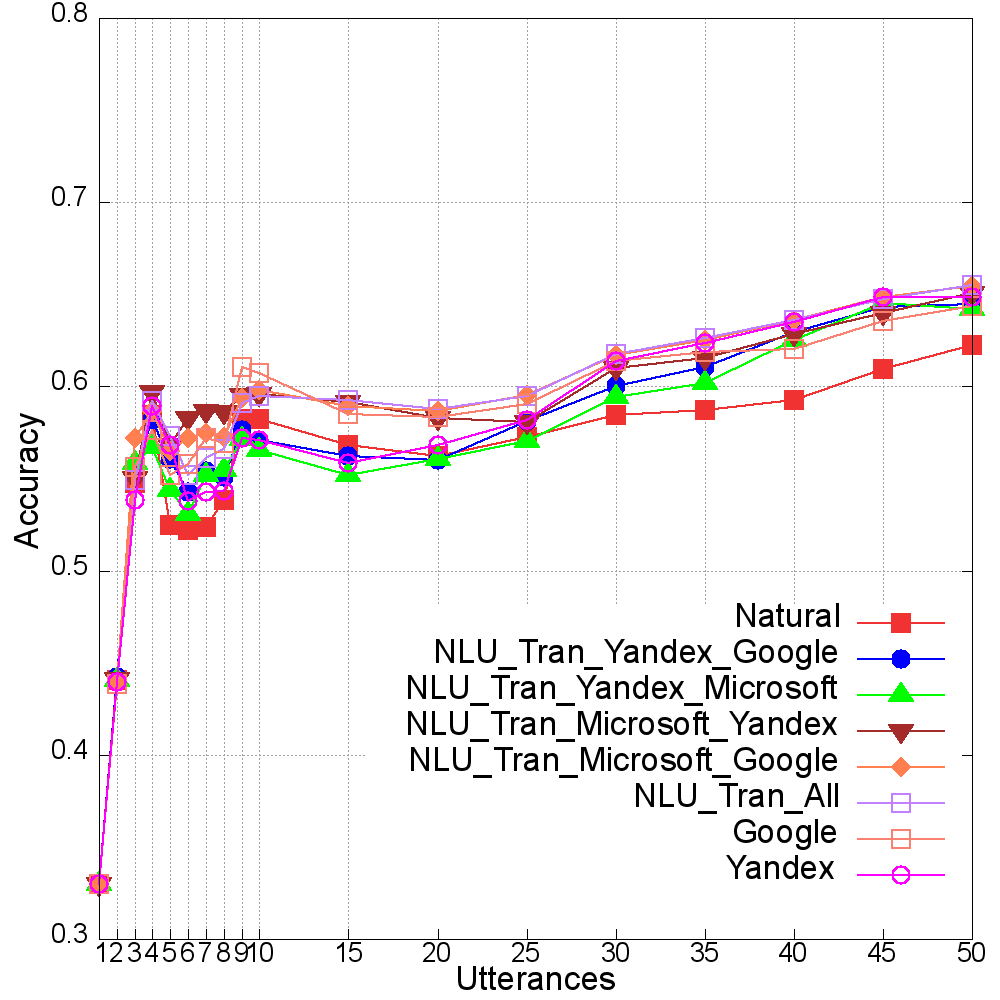 0.8
0.7
0.6
0.5
0.4
0.3
Accuracy
Natural
NLU_Tran_Yandex_Google
NLU_Tran_Yandex_Microsoft
NLU_Tran_Microsoft_Yandex
NLU_Tran_Microsoft_Google
NLU_Tran_All
Google
Yandex
1 2 3 4 5 6 7 8 9 10 15 20 25 30 35 40 45 50
Utterances